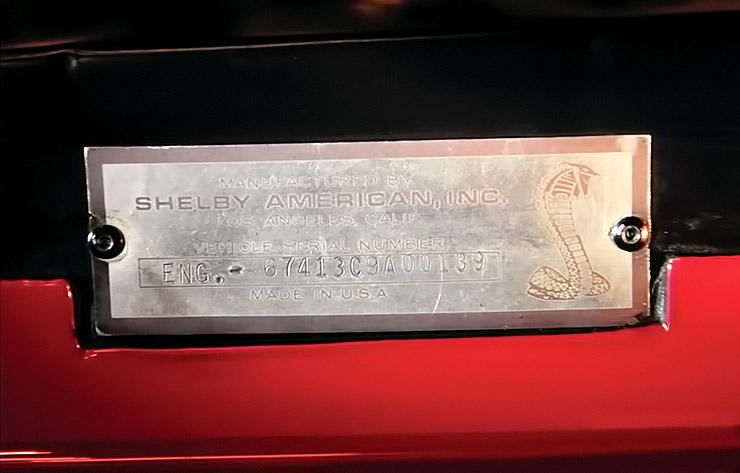 MANUFACTURED BY
SHELBY AMERICAN, INC.
LOS ANGELES, CALIF.
VEHICLE SERIAL NUMBER
ENG.- 67413C9A00139
MADE IN U.S.A